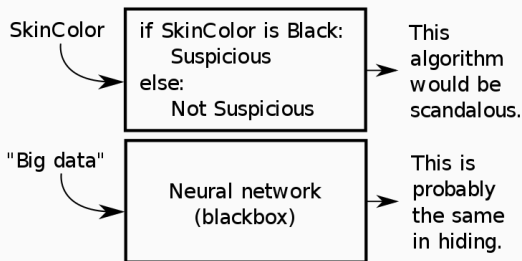 SkinColor
if SkinColor is Black:
Suspicious
else:
Not Suspicious
This
algorithm
would be
scandalous.
"Big data"
Neural network
(blackbox)
This is
probably
the same
in hiding.